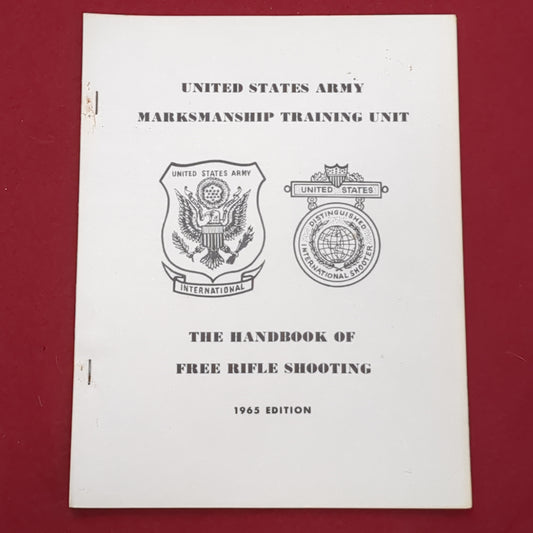 UNITED STATES ARMY
MARKSMANSHIP TRAINING UNIT
UNITED STATES ARMY
INTERNATIONAL
UNITED STATES
DISTINGUISHED
INTERNATIONAL SHOOTER
THE HANDBOOK OF
FREE RIFLE SHOOTING
1965 EDITION